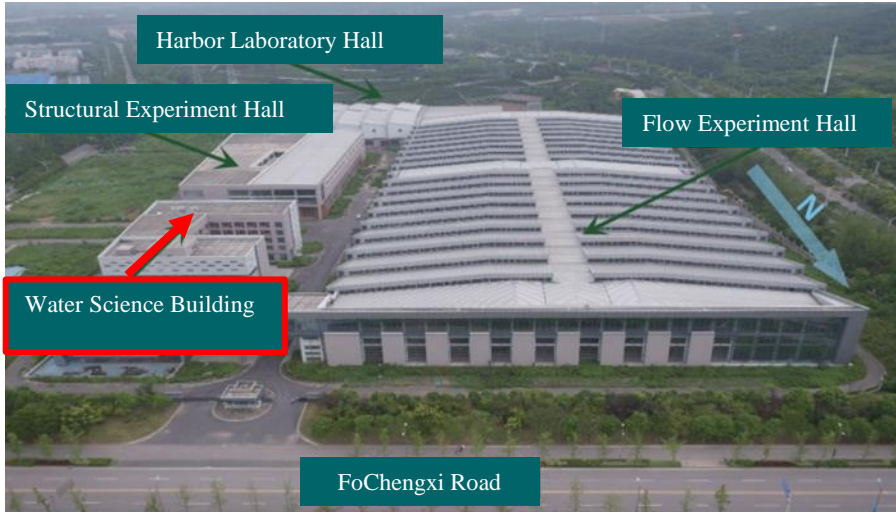 Harbor Laboratory Hall
Structural Experiment Hall
Flow Experiment Hall
N
Water Science Building
FoChengxi Road